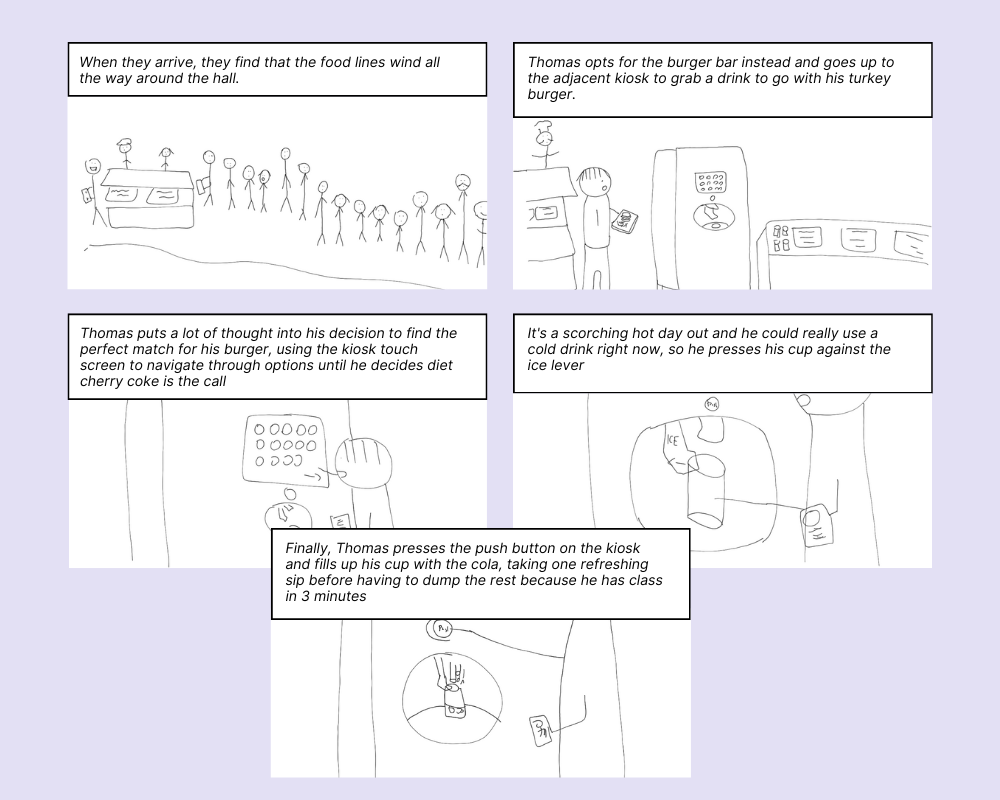 When they arrive, they find that the food lines wind all
the way around the hall.
Thomas opts for the burger bar instead and goes up to
the adjacent kiosk to grab a drink to go with his turkey
burger.
Thomas puts a lot of thought into his decision to find the
perfect match for his burger, using the kiosk touch
screen to navigate through options until he decides diet
cherry coke is the call
It's a scorching hot day out and he could really use a
cold drink right now, so he presses his cup against the
ice lever
ICE
Finally, Thomas presses the push button on the kiosk
and fills up his cup with the cola, taking one refreshing
sip before having to dump the rest because he has class
in 3 minutes